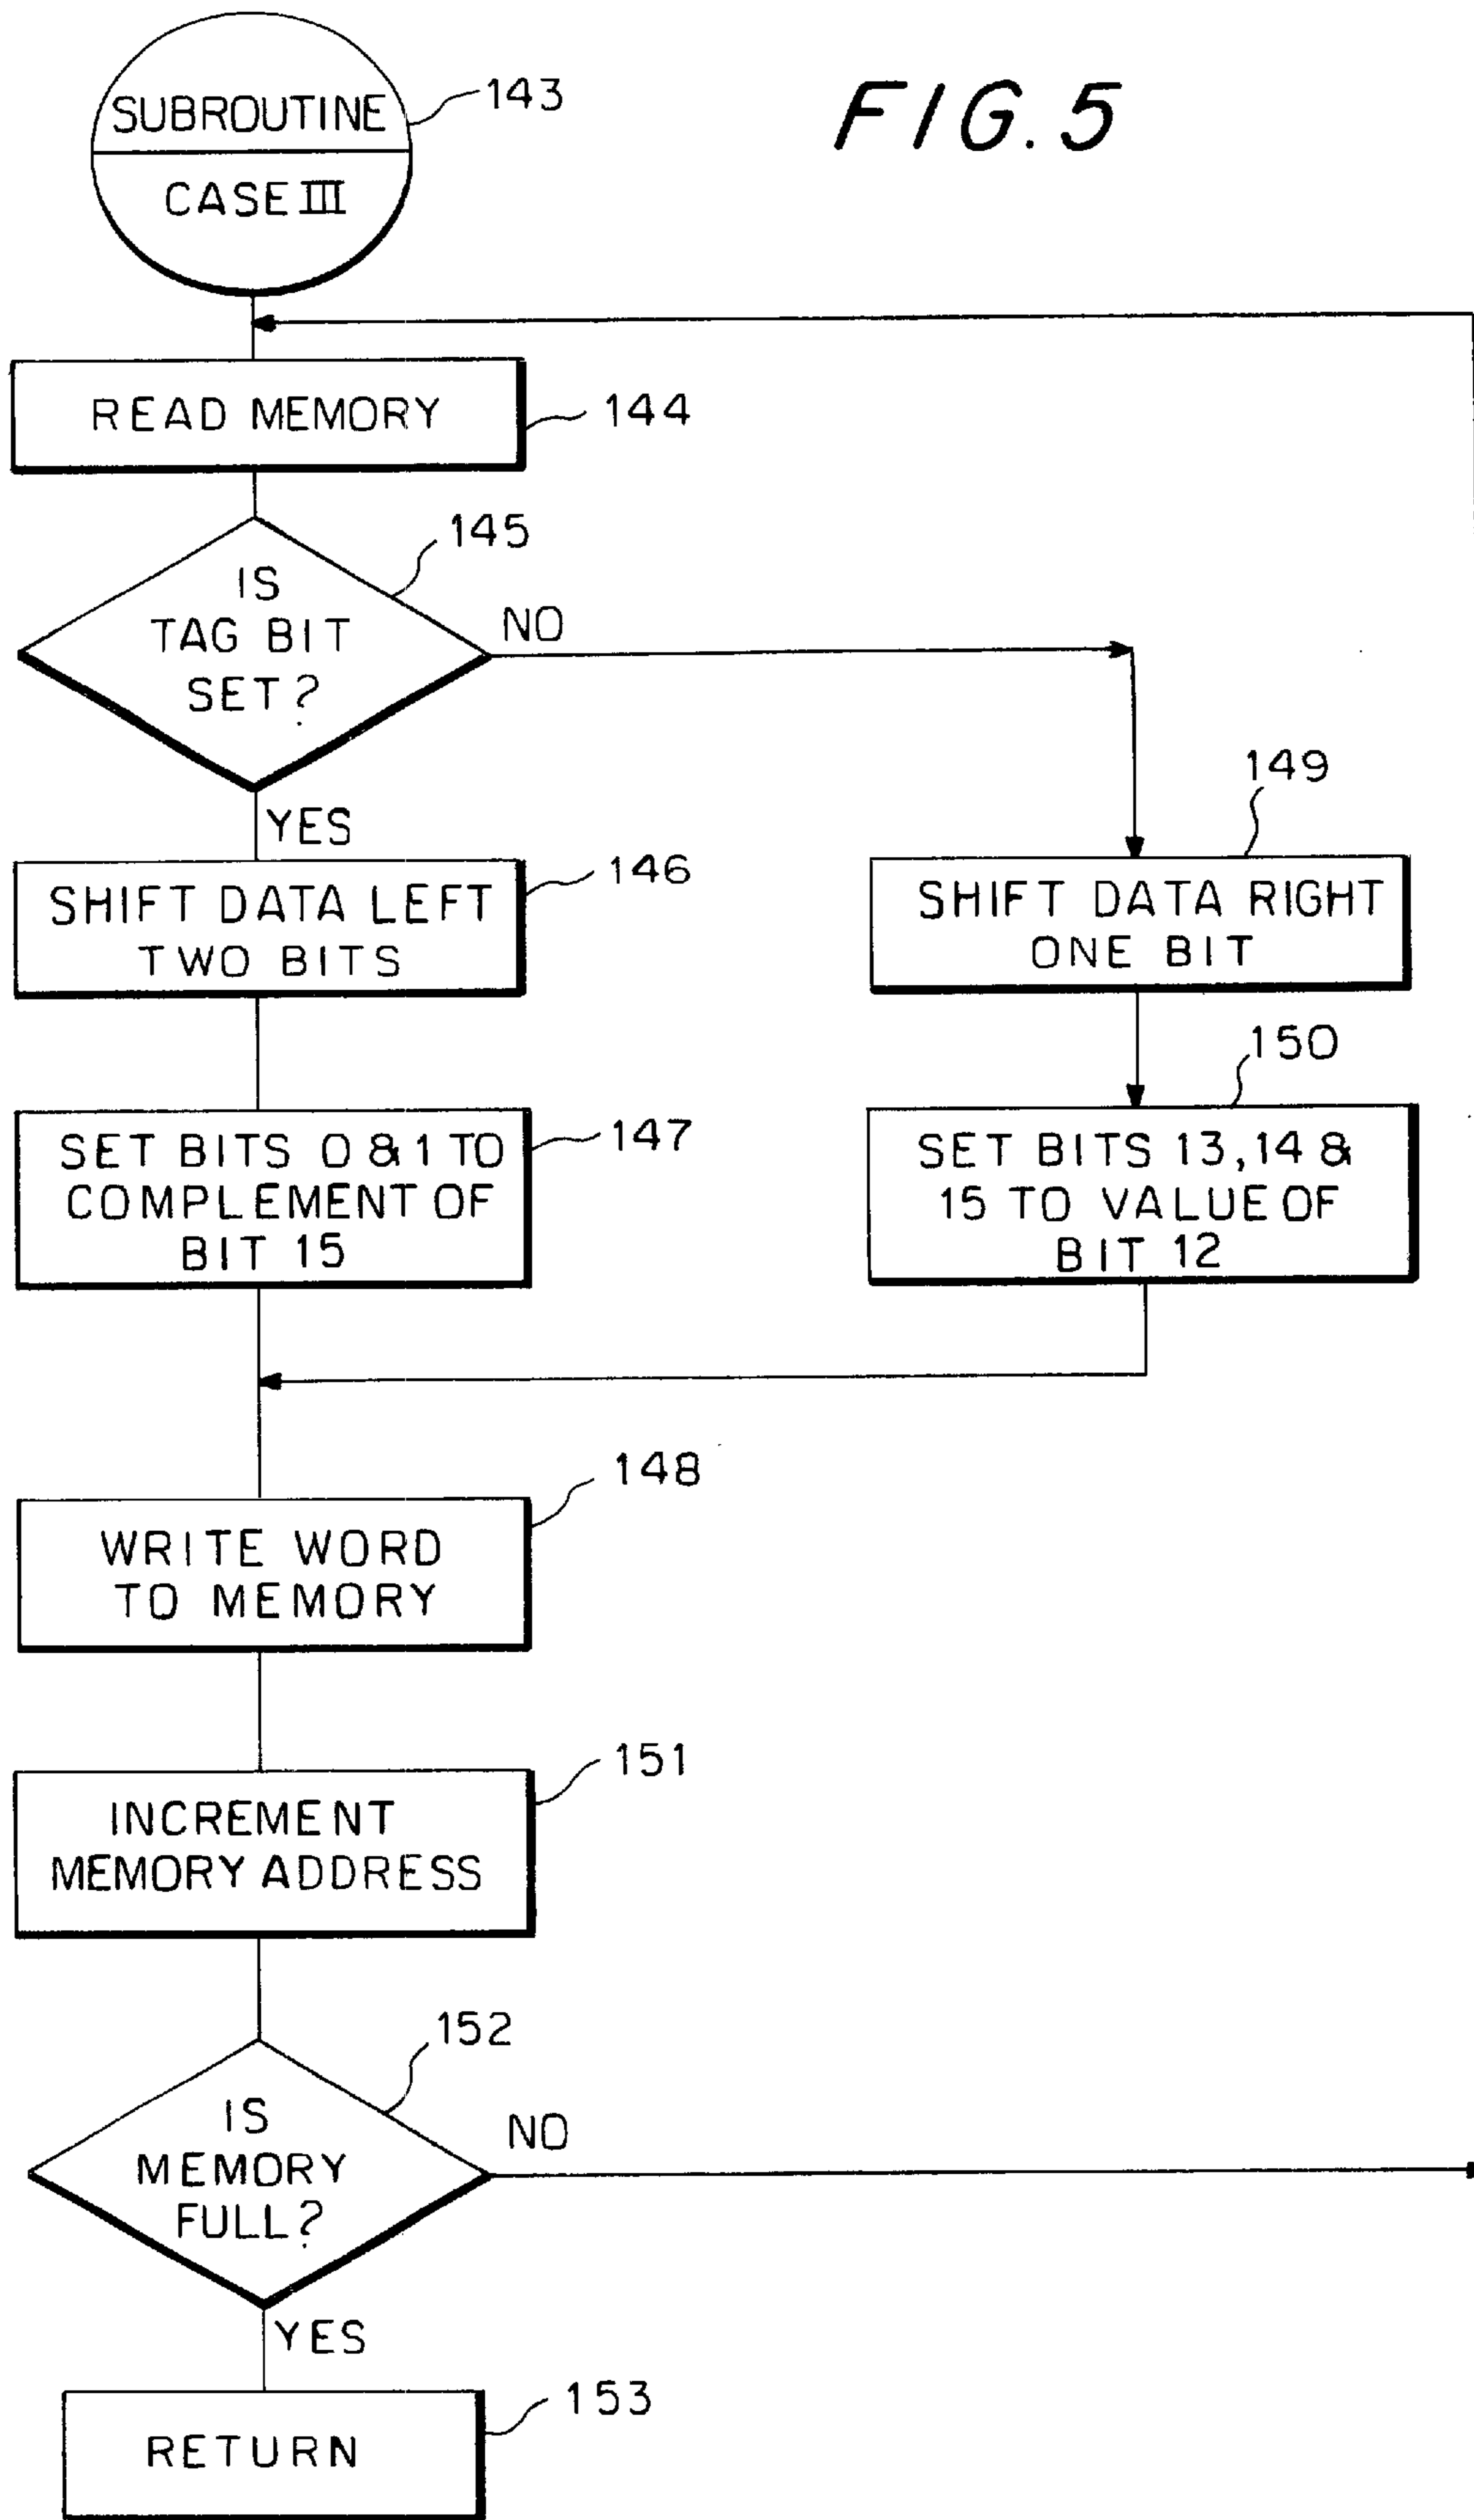 FIG. 5
SUBROUTINE
CASE III
143
READ MEMORY
144
IS
TAG BIT
SET?
145
NO
YES
SHIFT DATA LEFT
TWO BITS
146
SHIFT DATA RIGHT
ONE BIT
149
SET BITS 0 & 1 TO
COMPLEMENT OF
BIT 15
147
SET BITS 13, 14 &
15 TO VALUE OF
BIT 12
150
WRITE WORD
TO MEMORY
148
INCREMENT
MEMORY ADDRESS
151
IS
MEMORY
FULL?
152
NO
YES
RETURN
153